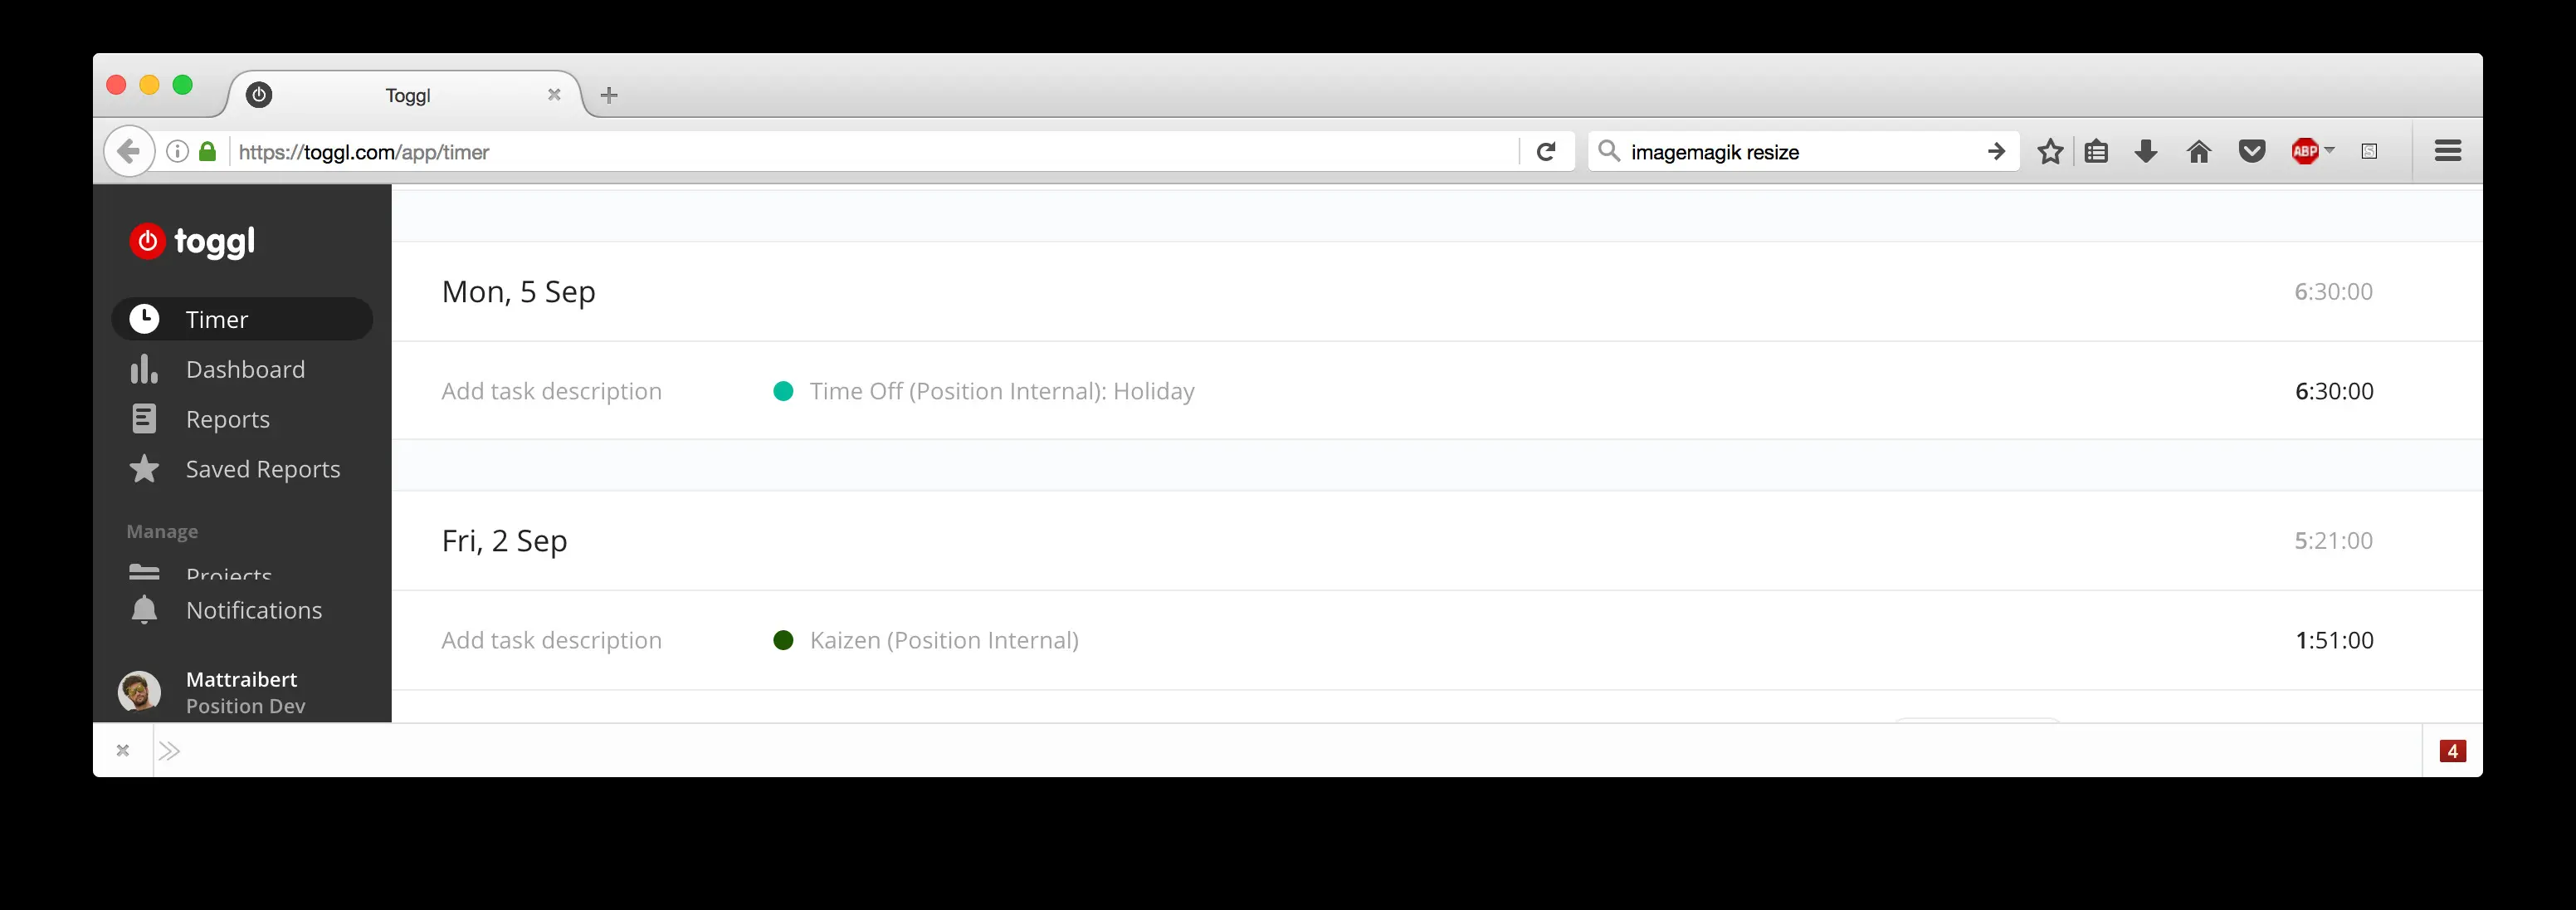 Toggl
https://toggl.com/app/timer
imagemagik resize
ABP
S
toggl
Timer
Dashboard
Reports
Saved Reports
Manage
Projects
Notifications
Mattraibert
Position Dev
Mon, 5 Sep 6:30:00
Add task description Time Off (Position Internal): Holiday 6:30:00
Fri, 2 Sep 5:21:00
Add task description Kaizen (Position Internal) 1:51:00
4